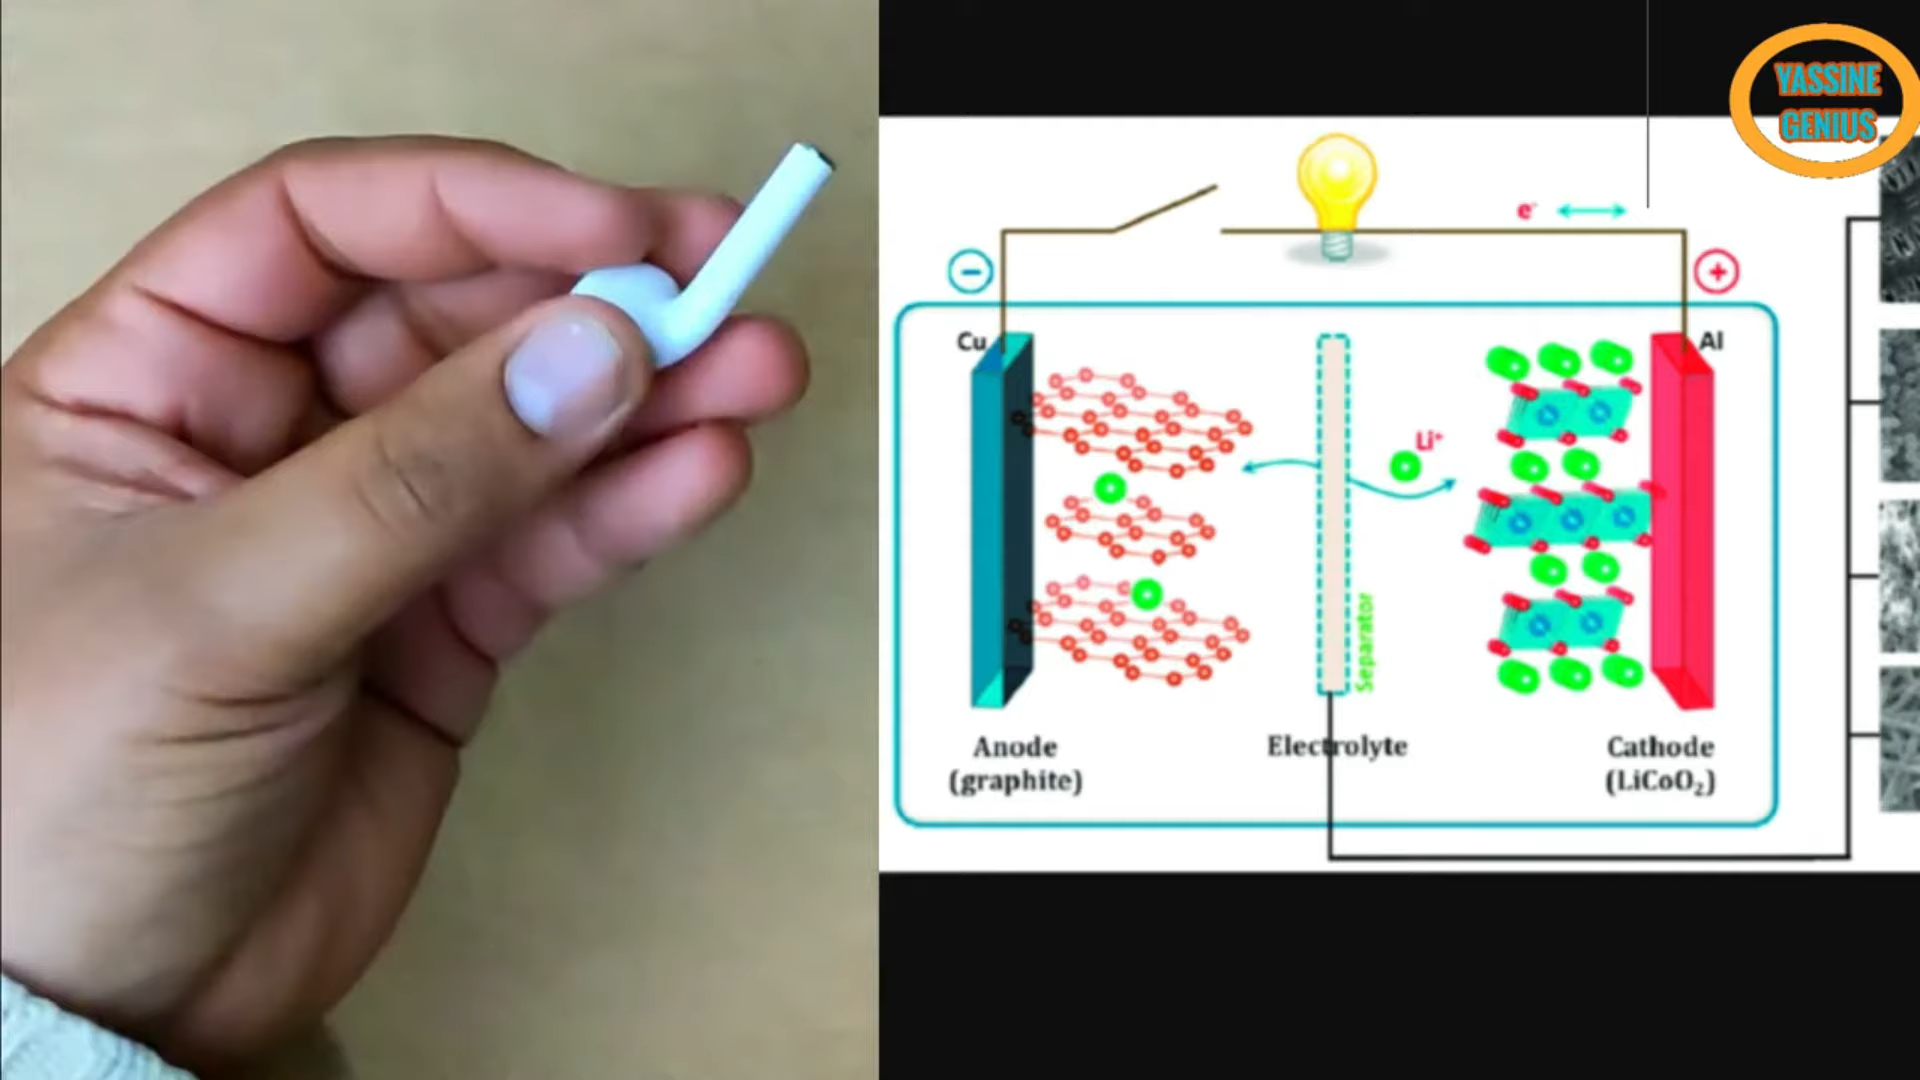 YASSINE
GENIUS
e⁻
−
+
Cu
Al
Li⁺
Separator
Anode
(graphite)
Electrolyte
Cathode
(LiCoO₂)